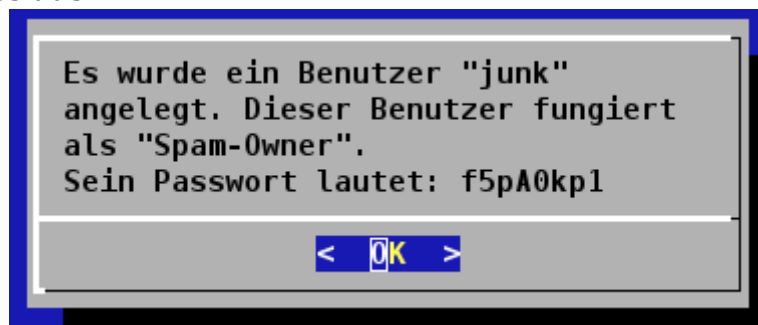 Es wurde ein Benutzer "junk"
angelegt. Dieser Benutzer fungiert
als "Spam-Owner".
Sein Passwort lautet: f5pA0kp1
< OK >